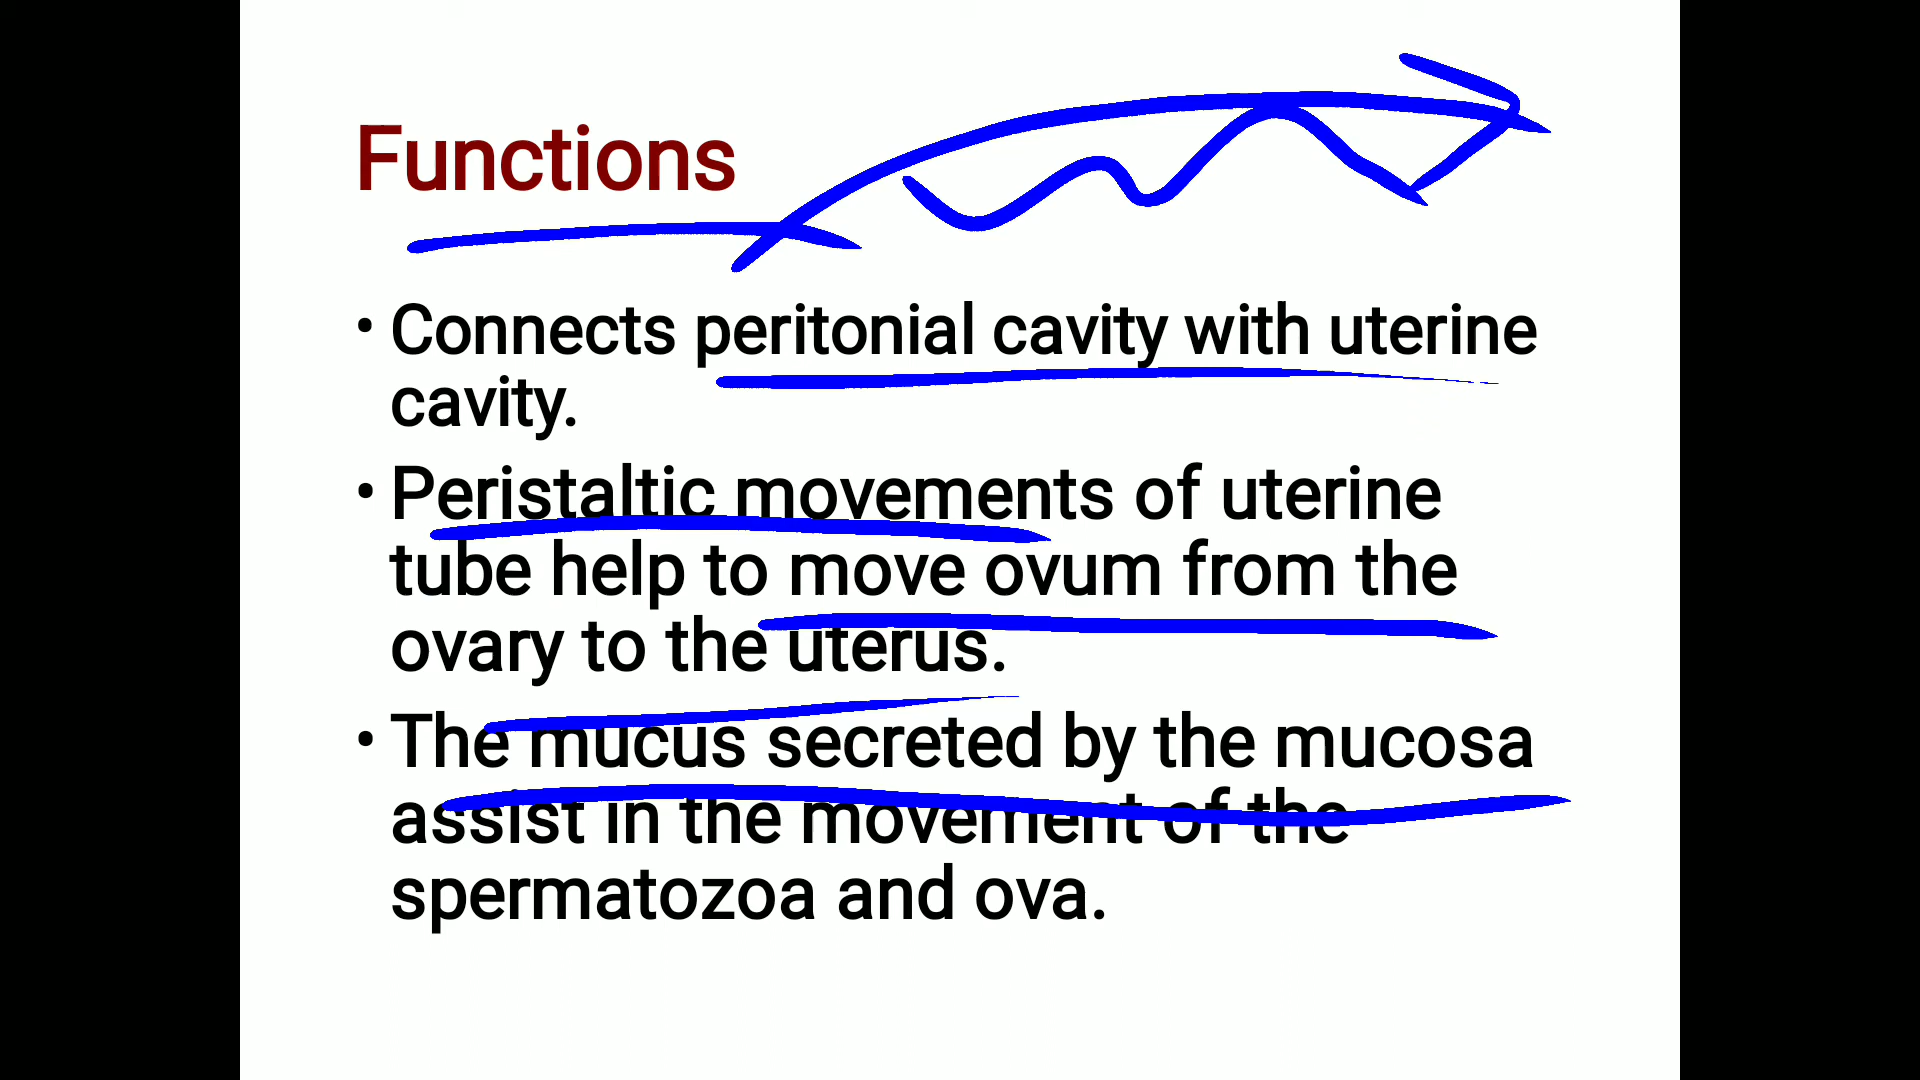 Functions
• Connects peritonial cavity with uterine
cavity.
• Peristaltic movements of uterine
tube help to move ovum from the
ovary to the uterus.
• The mucus secreted by the mucosa
assist in the movement of the
spermatozoa and ova.